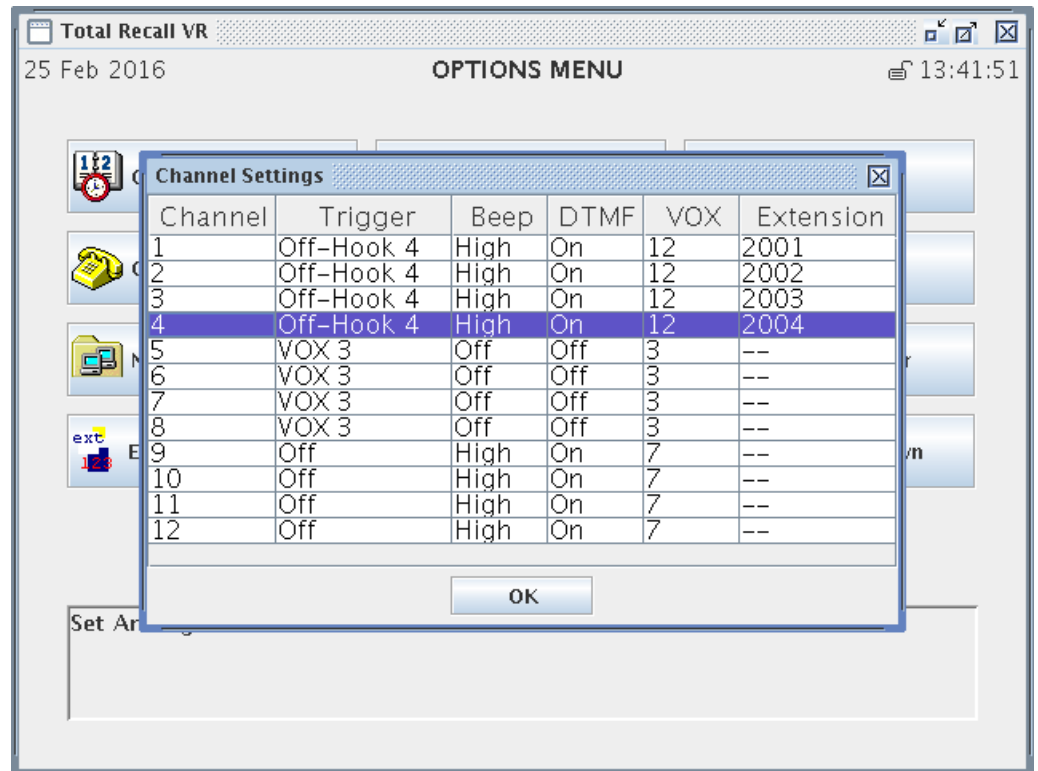 Total Recall VR
25 Feb 2016 OPTIONS MENU 13:41:51
Channel Settings
Channel Trigger Beep DTMF VOX Extension
1 Off-Hook 4 High On 12 2001
2 Off-Hook 4 High On 12 2002
3 Off-Hook 4 High On 12 2003
4 Off-Hook 4 High On 12 2004
5 VOX 3 Off Off 3 --
6 VOX 3 Off Off 3 --
7 VOX 3 Off Off 3 --
8 VOX 3 Off Off 3 --
9 Off High On 7 --
10 Off High On 7 --
11 Off High On 7 --
12 Off High On 7 --
ext
123
OK
Set